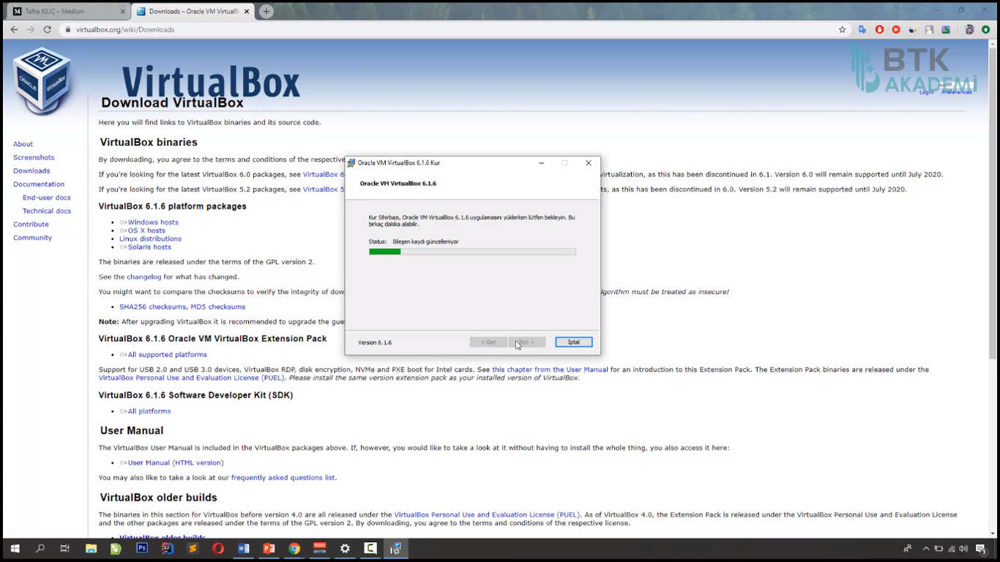 Talha KILIÇ – Medium
Downloads – Oracle VM VirtualB
virtualbox.org/wiki/Downloads
VirtualBox
BTK
AKADEMİ
Login Preferences
Download VirtualBox
Here you will find links to VirtualBox binaries and its source code.
About
Screenshots
Downloads
Documentation
End-user docs
Technical docs
Contribute
Community
VirtualBox binaries
By downloading, you agree to the terms and conditions of the respective
If you're looking for the latest VirtualBox 6.0 packages, see VirtualBox 6 virtualization, as this has been discontinued in 6.1. Version 6.0 will remain supported until July 2020.
If you're looking for the latest VirtualBox 5.2 packages, see VirtualBox 5 ts, as this has been discontinued in 6.0. Version 5.2 will remain supported until July 2020.
VirtualBox 6.1.6 platform packages
Windows hosts
OS X hosts
Linux distributions
Solaris hosts
The binaries are released under the terms of the GPL version 2.
See the changelog for what has changed.
You might want to compare the checksums to verify the integrity of dow lgorithm must be treated as insecure!
SHA256 checksums, MD5 checksums
Note: After upgrading VirtualBox it is recommended to upgrade the gue
Oracle VM VirtualBox 6.1.6 Kur
Oracle VM VirtualBox 6.1.6
Kur Sihirbazı, Oracle VM VirtualBox 6.1.6 uygulamasını yüklerken lütfen bekleyin. Bu
birkaç dakika alabilir.
Status: Bileşen kaydı güncelleniyor
Version 6.1.6
< Geri
İleri >
İptal
VirtualBox 6.1.6 Oracle VM VirtualBox Extension Pack
All supported platforms
Support for USB 2.0 and USB 3.0 devices, VirtualBox RDP, disk encryption, NVMe and PXE boot for Intel cards. See this chapter from the User Manual for an introduction to this Extension Pack. The Extension Pack binaries are released under the
VirtualBox Personal Use and Evaluation License (PUEL). Please install the same version extension pack as your installed version of VirtualBox.
VirtualBox 6.1.6 Software Developer Kit (SDK)
All platforms
User Manual
The VirtualBox User Manual is included in the VirtualBox packages above. If, however, you would like to take a look at it without having to install the whole thing, you also access it here:
User Manual (HTML version)
You may also like to take a look at our frequently asked questions list.
VirtualBox older builds
The binaries in this section for VirtualBox before version 4.0 are all released under the VirtualBox Personal Use and Evaluation License (PUEL). As of VirtualBox 4.0, the Extension Pack is released under the VirtualBox Personal Use and Evaluation License
and the other packages are released under the terms of the GPL version 2. By downloading, you agree to the terms and conditions of the respective license.
VirtualBox older builds